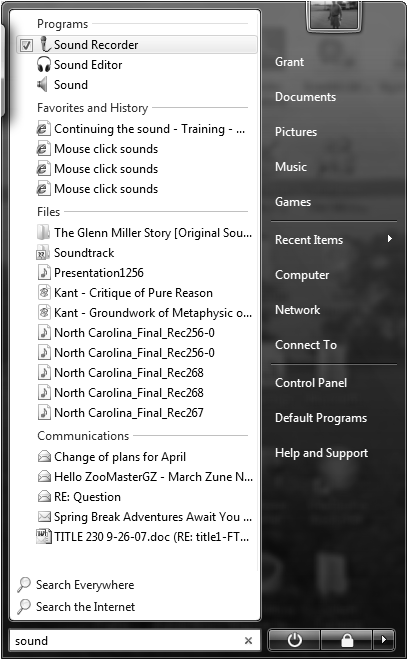 Programs
Sound Recorder
Sound Editor
Sound
Favorites and History
Continuing the sound - Training - ...
Mouse click sounds
Mouse click sounds
Mouse click sounds
Files
The Glenn Miller Story [Original Sou...
Soundtrack
Presentation1256
Kant - Critique of Pure Reason
Kant - Groundwork of Metaphysic o...
North Carolina_Final_Rec256-0
North Carolina_Final_Rec256-0
North Carolina_Final_Rec268
North Carolina_Final_Rec268
North Carolina_Final_Rec267
Communications
Change of plans for April
Hello ZooMasterGZ - March Zune N...
RE: Question
Spring Break Adventures Await You ...
TITLE 230 9-26-07.doc (RE: title1-FT...
Search Everywhere
Search the Internet
sound
Grant
Documents
Pictures
Music
Games
Recent Items
Computer
Network
Connect To
Control Panel
Default Programs
Help and Support